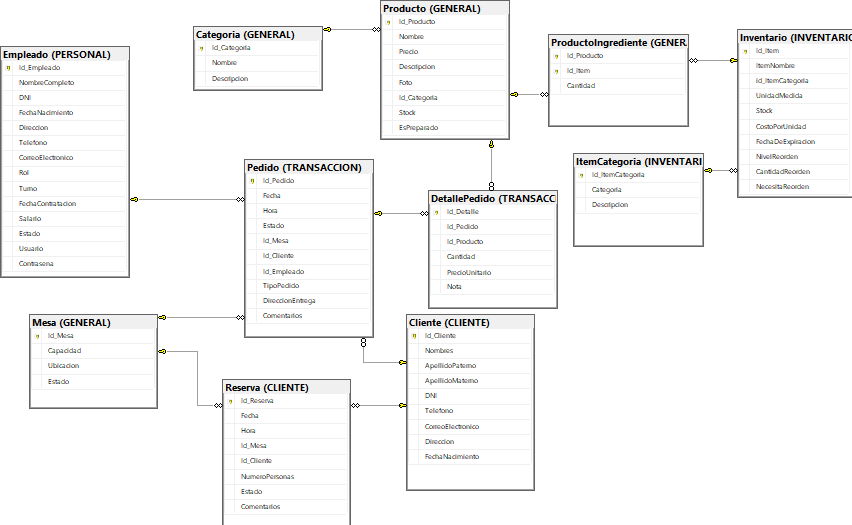 Producto (GENERAL)
Id_Producto
Nombre
Precio
Descripcion
Foto
Id_Categoria
Stock
EsPreparado
Categoria (GENERAL)
Id_Categoria
Nombre
Descripcion
ProductoIngrediente (GENER
Id_Producto
Id_Item
Cantidad
Inventario (INVENTARIO
Id_Item
ItemNombre
Id_ItemCategoria
UnidadMedida
Stock
CostoPorUnidad
FechaDeExpiracion
NivelReorden
CantidadReorden
NecesitaReorden
Empleado (PERSONAL)
Id_Empleado
NombreCompleto
DNI
FechaNacimiento
Direccion
Telefono
CorreoElectronico
Rol
Turno
FechaContratacion
Salario
Estado
Usuario
Contrasena
Pedido (TRANSACCION)
Id_Pedido
Fecha
Hora
Estado
Id_Mesa
Id_Cliente
Id_Empleado
TipoPedido
DireccionEntrega
Comentarios
ItemCategoria (INVENTARI
Id_ItemCategoria
Categoria
Descripcion
DetallePedido (TRANSACC
Id_Detalle
Id_Pedido
Id_Producto
Cantidad
PrecioUnitario
Nota
Mesa (GENERAL)
Id_Mesa
Capacidad
Ubicacion
Estado
Cliente (CLIENTE)
Id_Cliente
Nombres
ApellidoPaterno
ApellidoMaterno
DNI
Telefono
CorreoElectronico
Direccion
FechaNacimiento
Reserva (CLIENTE)
Id_Reserva
Fecha
Hora
Id_Mesa
Id_Cliente
NumeroPersonas
Estado
Comentarios